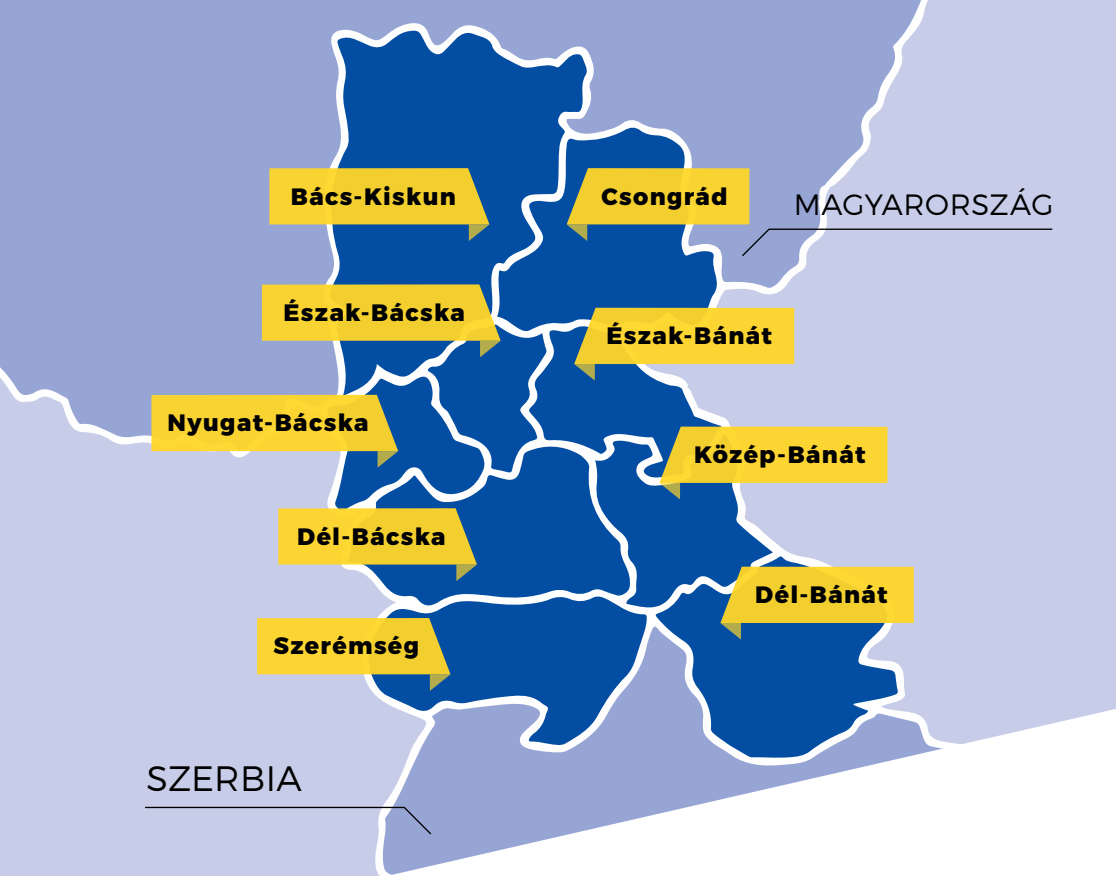 Bács-Kiskun
Csongrád
MAGYARORSZÁG
Észak-Bácska
Észak-Bánát
Nyugat-Bácska
Közép-Bánát
Dél-Bácska
Dél-Bánát
Szerémség
SZERBIA